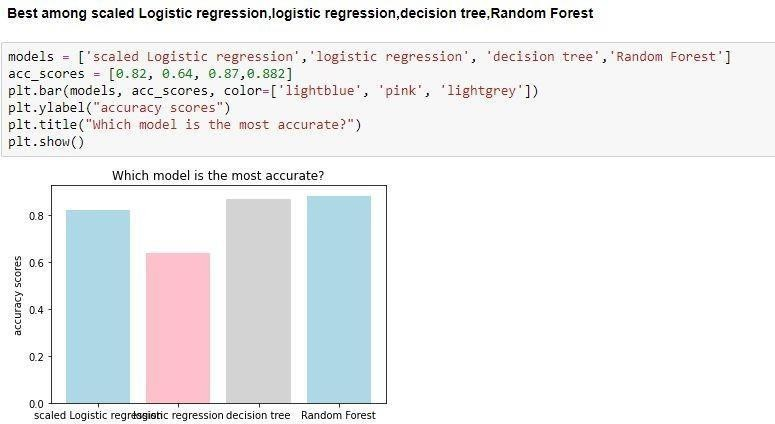 Best among scaled Logistic regression,logistic regression,decision tree,Random Forest
models = ['scaled Logistic regression','logistic regression', 'decision tree','Random Forest']
acc_scores = [0.82, 0.64, 0.87,0.882]
plt.bar(models, acc_scores, color=['lightblue', 'pink', 'lightgrey'])
plt.ylabel("accuracy scores")
plt.title("Which model is the most accurate?")
plt.show()
Which model is the most accurate?
accuracy scores
0.8
0.6
0.4
0.2
0.0
scaled Logistic regression logistic regression decision tree Random Forest